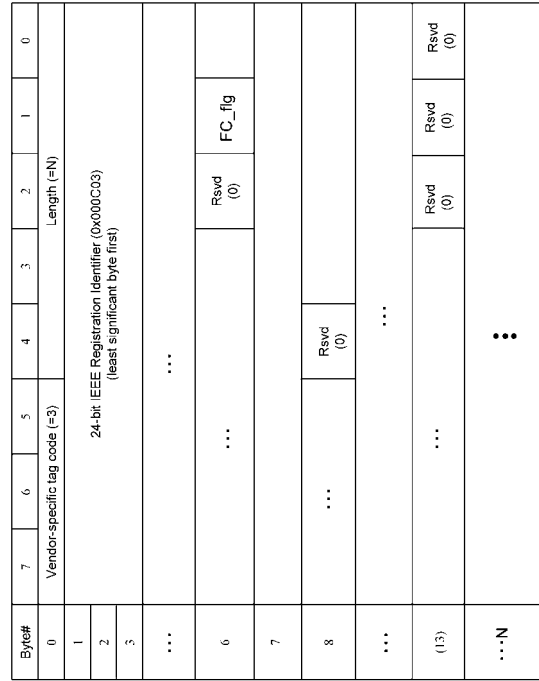 Byte# 7 6 5 4 3 2 1 0
0 Vendor-specific tag code (=3) Length (=N)
1
2
3
24-bit IEEE Registration Identifier (0x000C03)
(least significant byte first)
... ...
6 ... Rsvd
(0) FC_flg
7
8 ... Rsvd
(0)
... ...
(13) ... Rsvd
(0) Rsvd
(0) Rsvd
(0)
...N ...